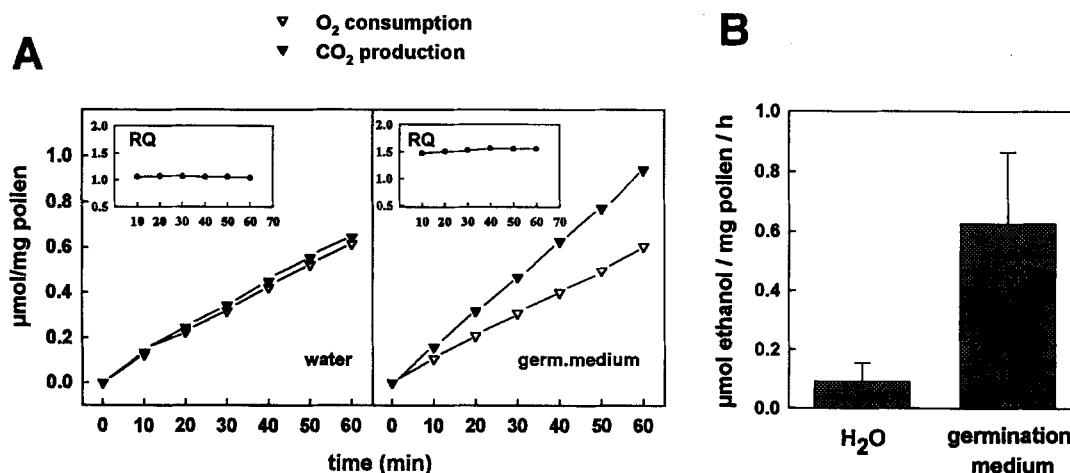 O2 consumption
CO2 production
A
B
µmol/mg pollen
1.0
0.8
0.6
0.4
0.2
0.0
RQ
2.0
1.5
1.0
0.5
10 20 30 40 50 60 70
water
0 10 20 30 40 50 60
RQ
2.0
1.5
1.0
0.5
10 20 30 40 50 60 70
germ.medium
0 10 20 30 40 50 60
time (min)
µmol ethanol / mg pollen / h
1.0
0.8
0.6
0.4
0.2
0.0
H2O
germination
medium